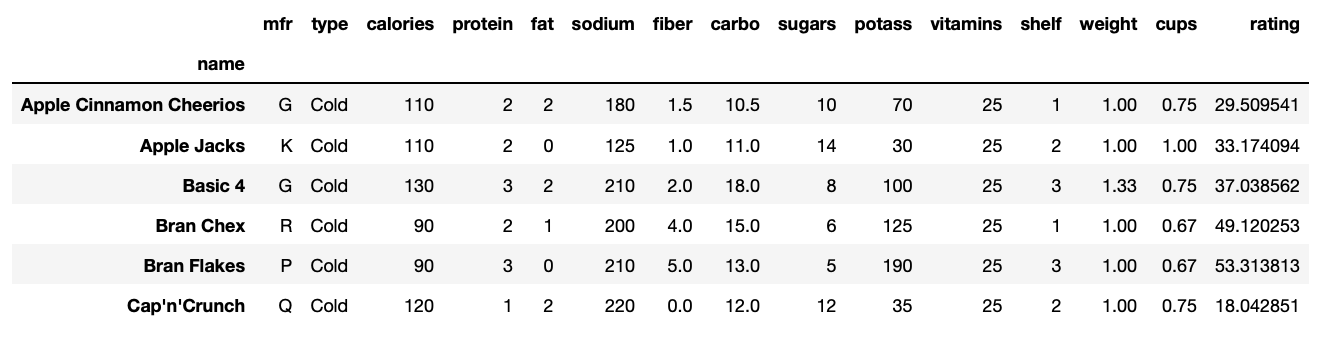 mfr type calories protein fat sodium fiber carbo sugars potass vitamins shelf weight cups rating
name
Apple Cinnamon Cheerios G Cold 110 2 2 180 1.5 10.5 10 70 25 1 1.00 0.75 29.509541
Apple Jacks K Cold 110 2 0 125 1.0 11.0 14 30 25 2 1.00 1.00 33.174094
Basic 4 G Cold 130 3 2 210 2.0 18.0 8 100 25 3 1.33 0.75 37.038562
Bran Chex R Cold 90 2 1 200 4.0 15.0 6 125 25 1 1.00 0.67 49.120253
Bran Flakes P Cold 90 3 0 210 5.0 13.0 5 190 25 3 1.00 0.67 53.313813
Cap'n'Crunch Q Cold 120 1 2 220 0.0 12.0 12 35 25 2 1.00 0.75 18.042851